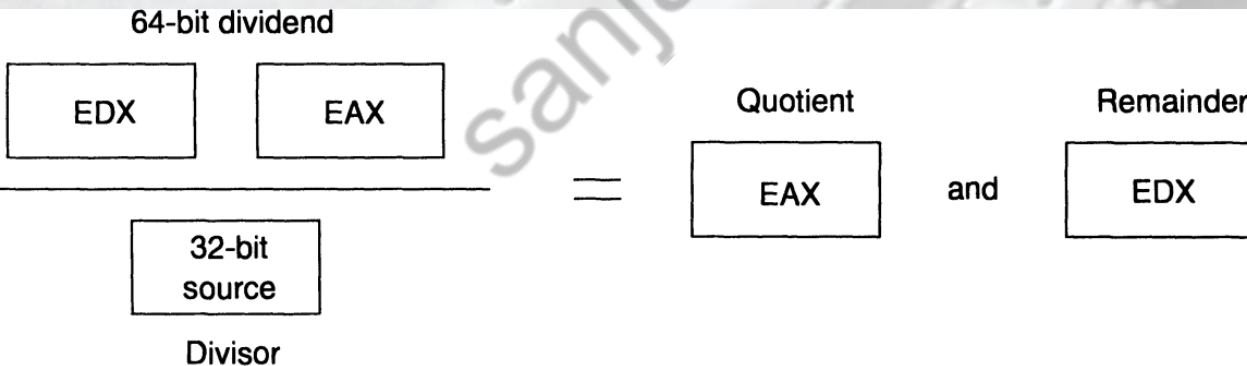 64-bit dividend
EDX
EAX
Quotient
Remainder
EAX
and
EDX
32-bit
source
Divisor